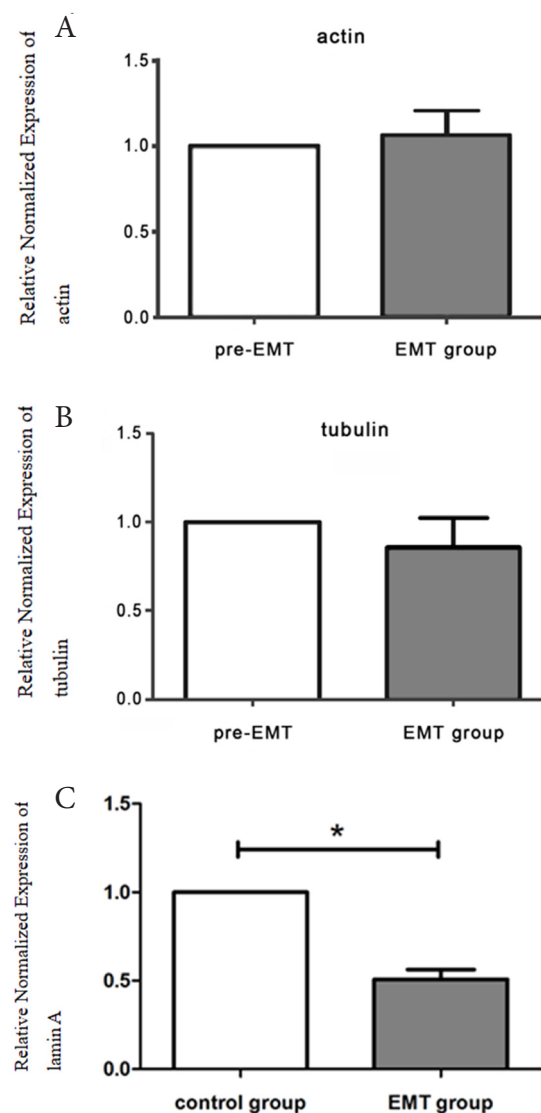 A
actin
Relative Normalized Expression of
actin
1.5
1.0
0.5
0.0
pre-EMT EMT group
B
tubulin
Relative Normalized Expression of
tubulin
1.5
1.0
0.5
0.0
pre-EMT EMT group
C
Relative Normalized Expression of
lamin A
1.5
1.0
0.5
0.0
*
control group EMT group